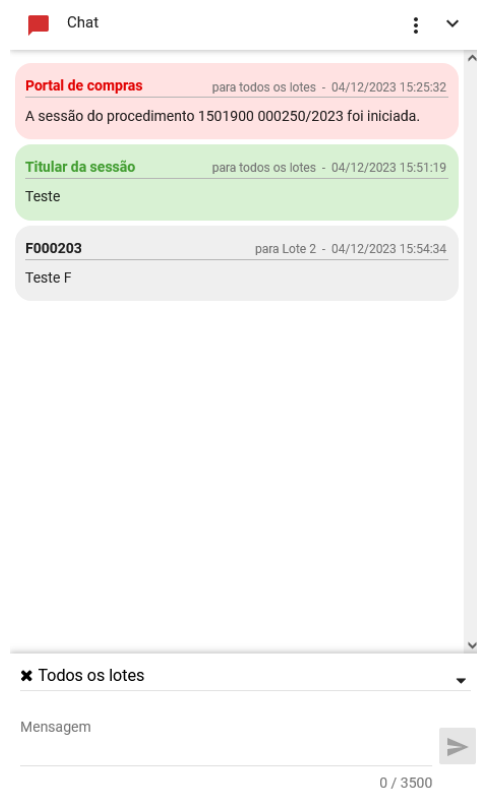 Chat
Portal de compras para todos os lotes - 04/12/2023 15:25:32
A sessão do procedimento 1501900 000250/2023 foi iniciada.
Titular da sessão para todos os lotes - 04/12/2023 15:51:19
Teste
F000203 para Lote 2 - 04/12/2023 15:54:34
Teste F
Todos os lotes
Mensagem
0 / 3500